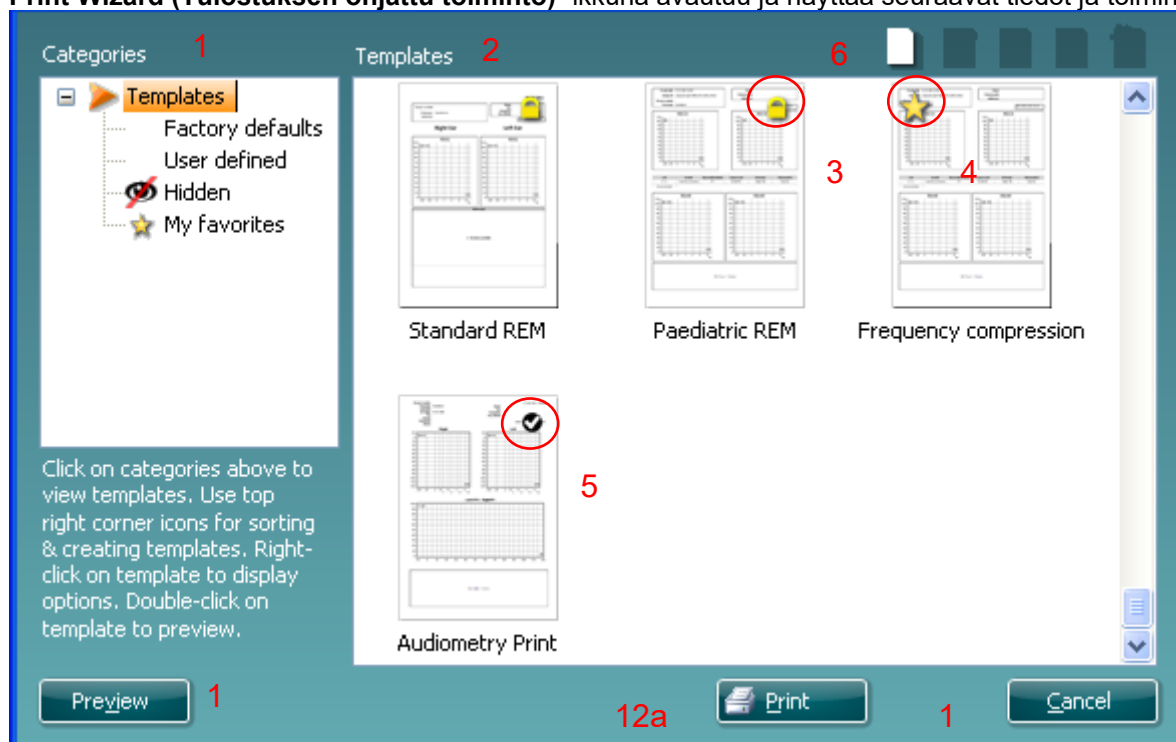 Print Wizard (Tulostuksen ohjattu toiminto) -ikkuna avautuu ja näyttää seuraavat tiedot ja toimin
Categories 1
Templates 2
6
Templates
Factory defaults
User defined
Hidden
My favorites
3
4
Standard REM
Paediatric REM
Frequency compression
5
Audiometry Print
Click on categories above to
view templates. Use top
right corner icons for sorting
& creating templates. Right-
click on template to display
options. Double-click on
template to preview.
Preview 1
12a Print
1 Cancel